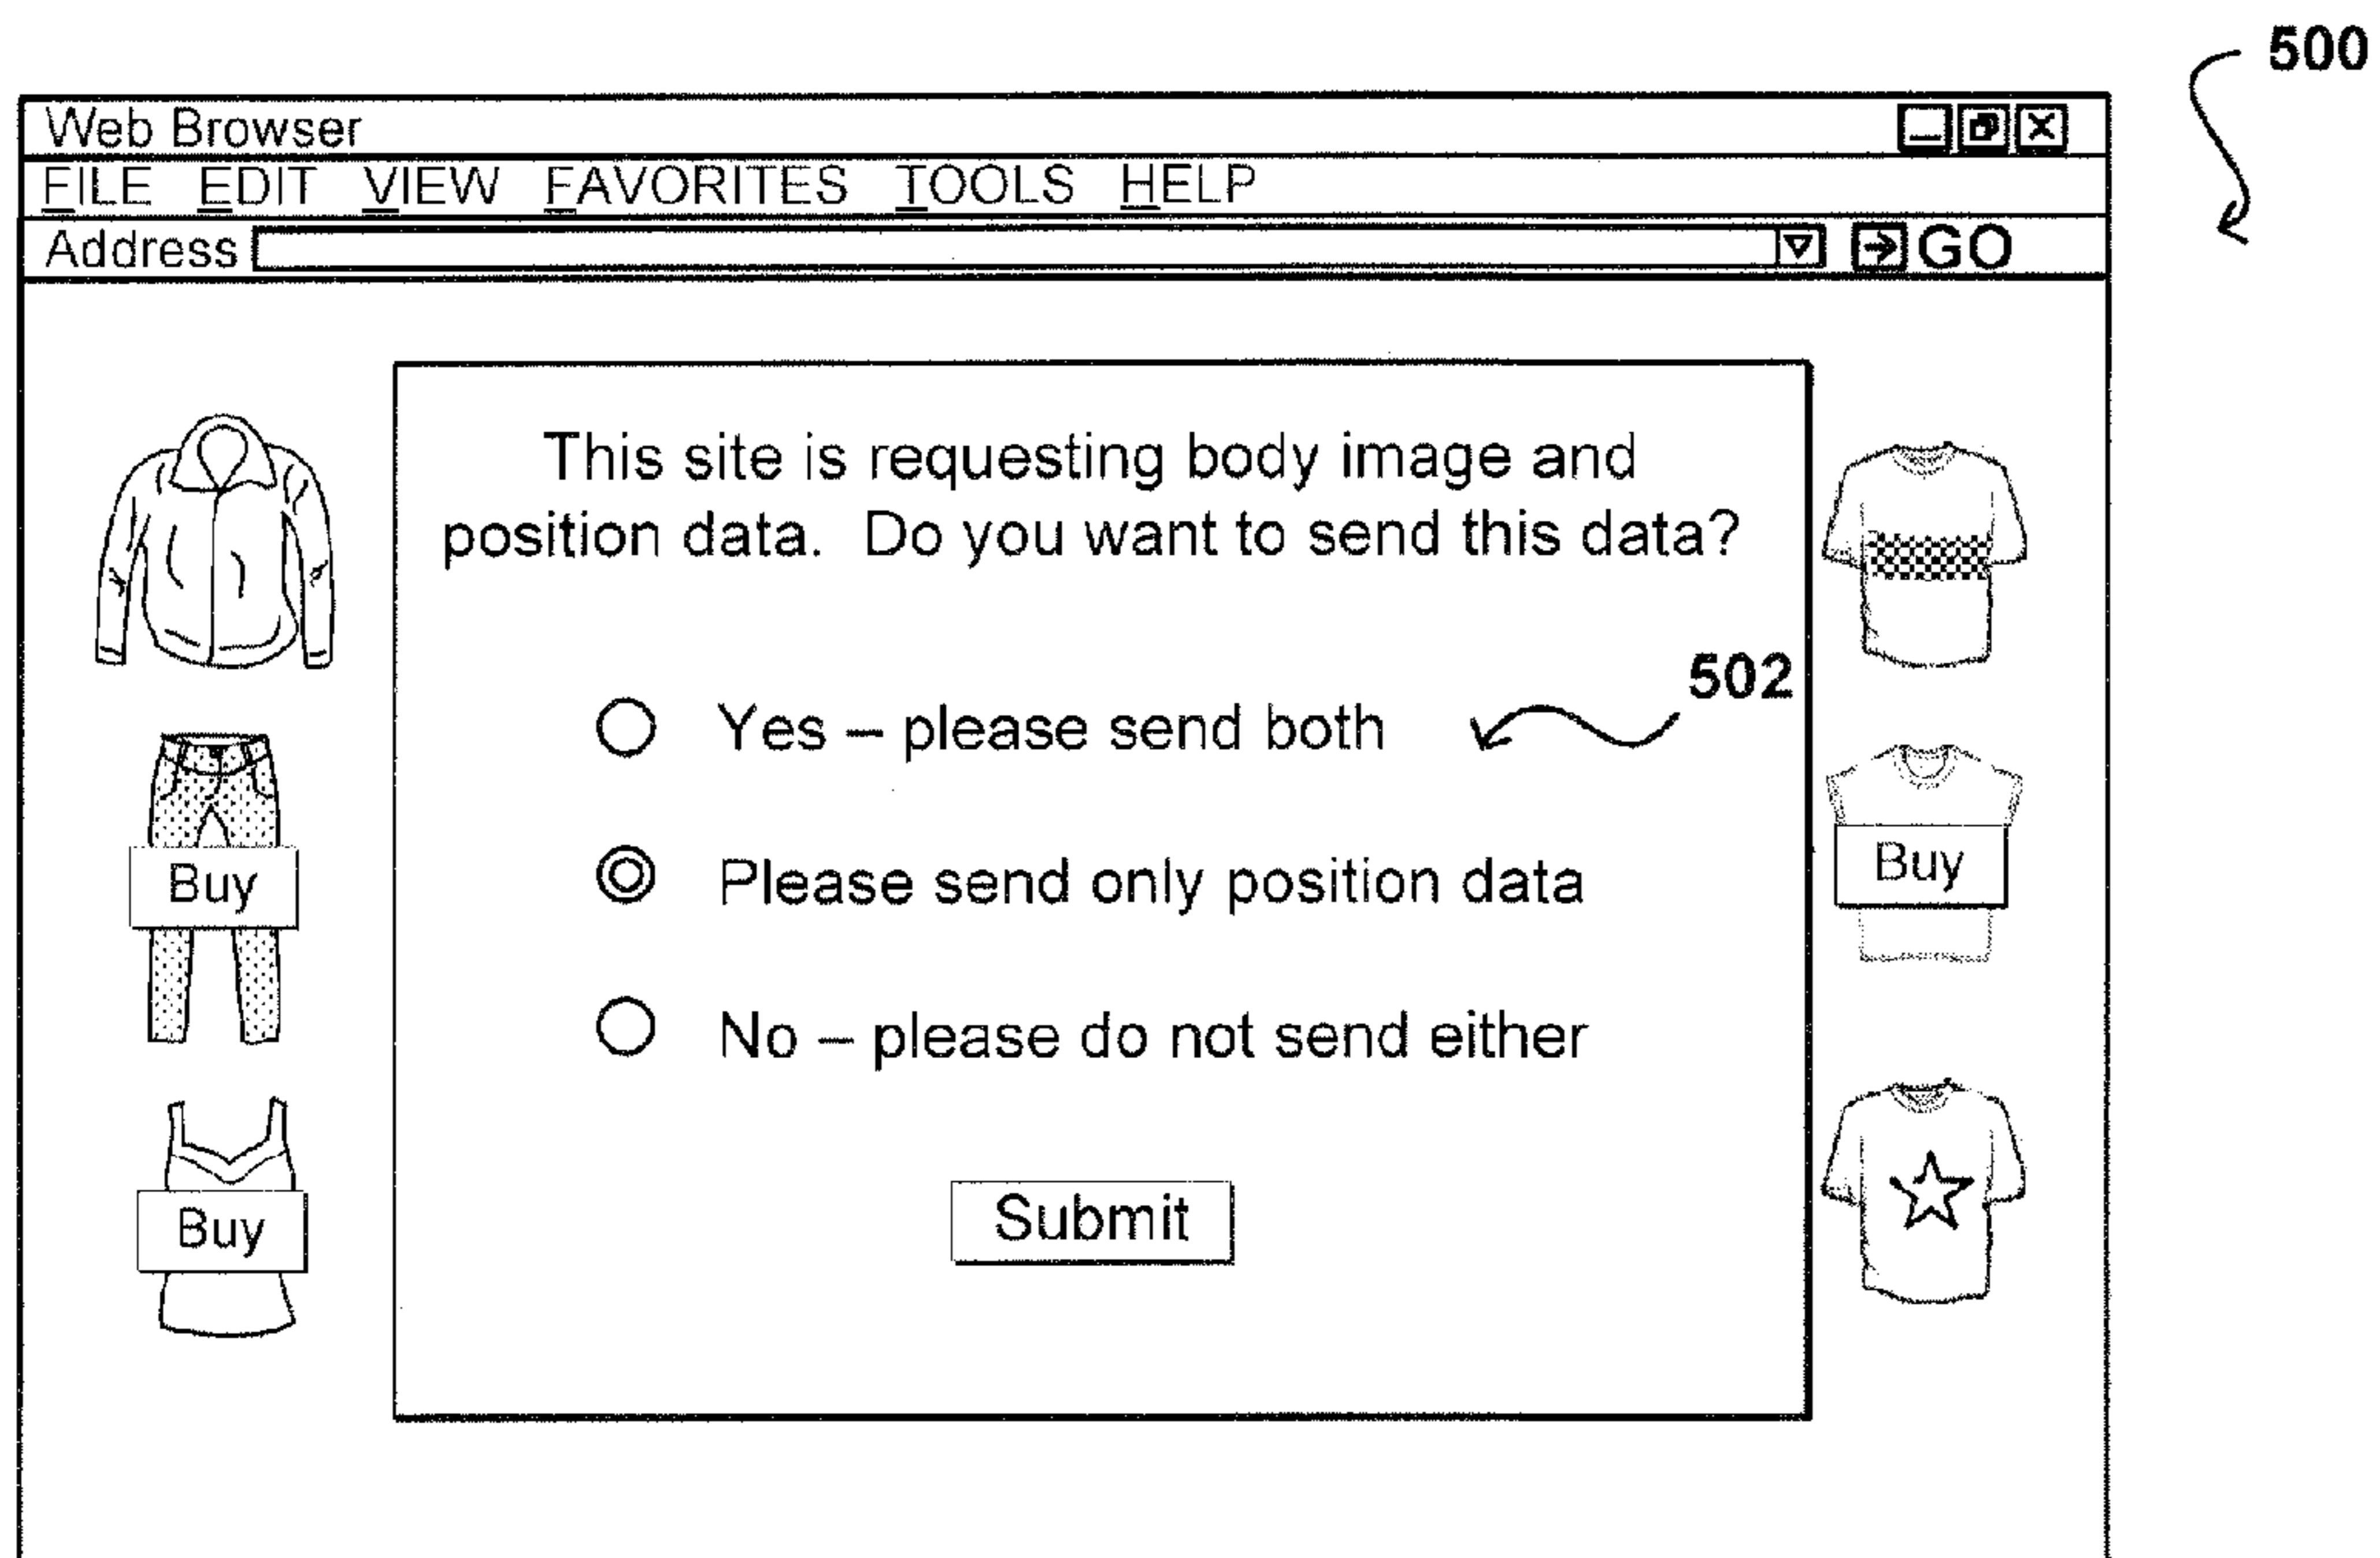 500
Web Browser
FILE EDIT VIEW FAVORITES TOOLS HELP
Address GO
This site is requesting body image and
position data. Do you want to send this data?
502
Yes – please send both
Buy
Please send only position data
Buy
No – please do not send either
Buy
Submit